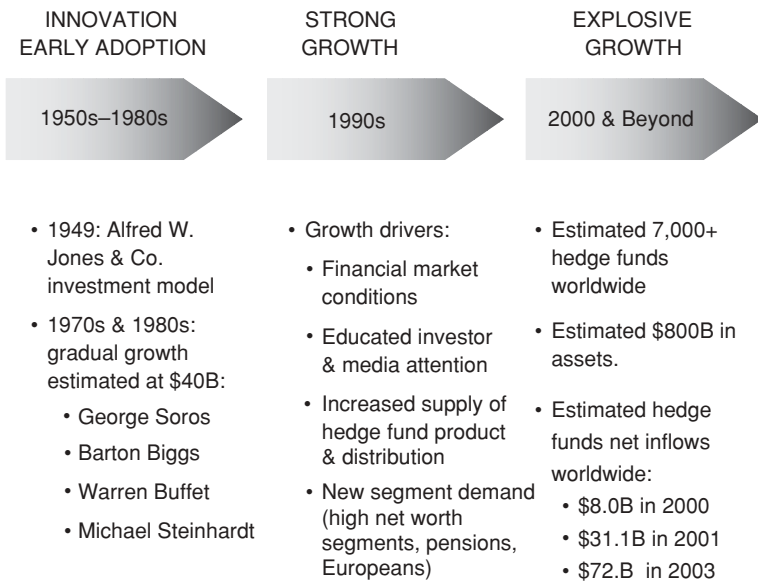 INNOVATION
EARLY ADOPTION
1950s–1980s
• 1949: Alfred W.
Jones & Co.
investment model
• 1970s & 1980s:
gradual growth
estimated at $40B:
• George Soros
• Barton Biggs
• Warren Buffet
• Michael Steinhardt
STRONG
GROWTH
1990s
• Growth drivers:
• Financial market
conditions
• Educated investor
& media attention
• Increased supply of
hedge fund product
& distribution
• New segment demand
(high net worth
segments, pensions,
Europeans)
EXPLOSIVE
GROWTH
2000 & Beyond
• Estimated 7,000+
hedge funds
worldwide
• Estimated $800B in
assets.
• Estimated hedge
funds net inflows
worldwide:
• $8.0B in 2000
• $31.1B in 2001
• $72.B in 2003